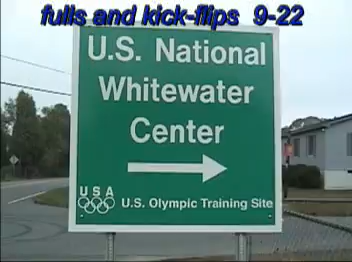 fulls and kick-flips 9-22
U.S. National
Whitewater
Center
USA
U.S. Olympic Training Site